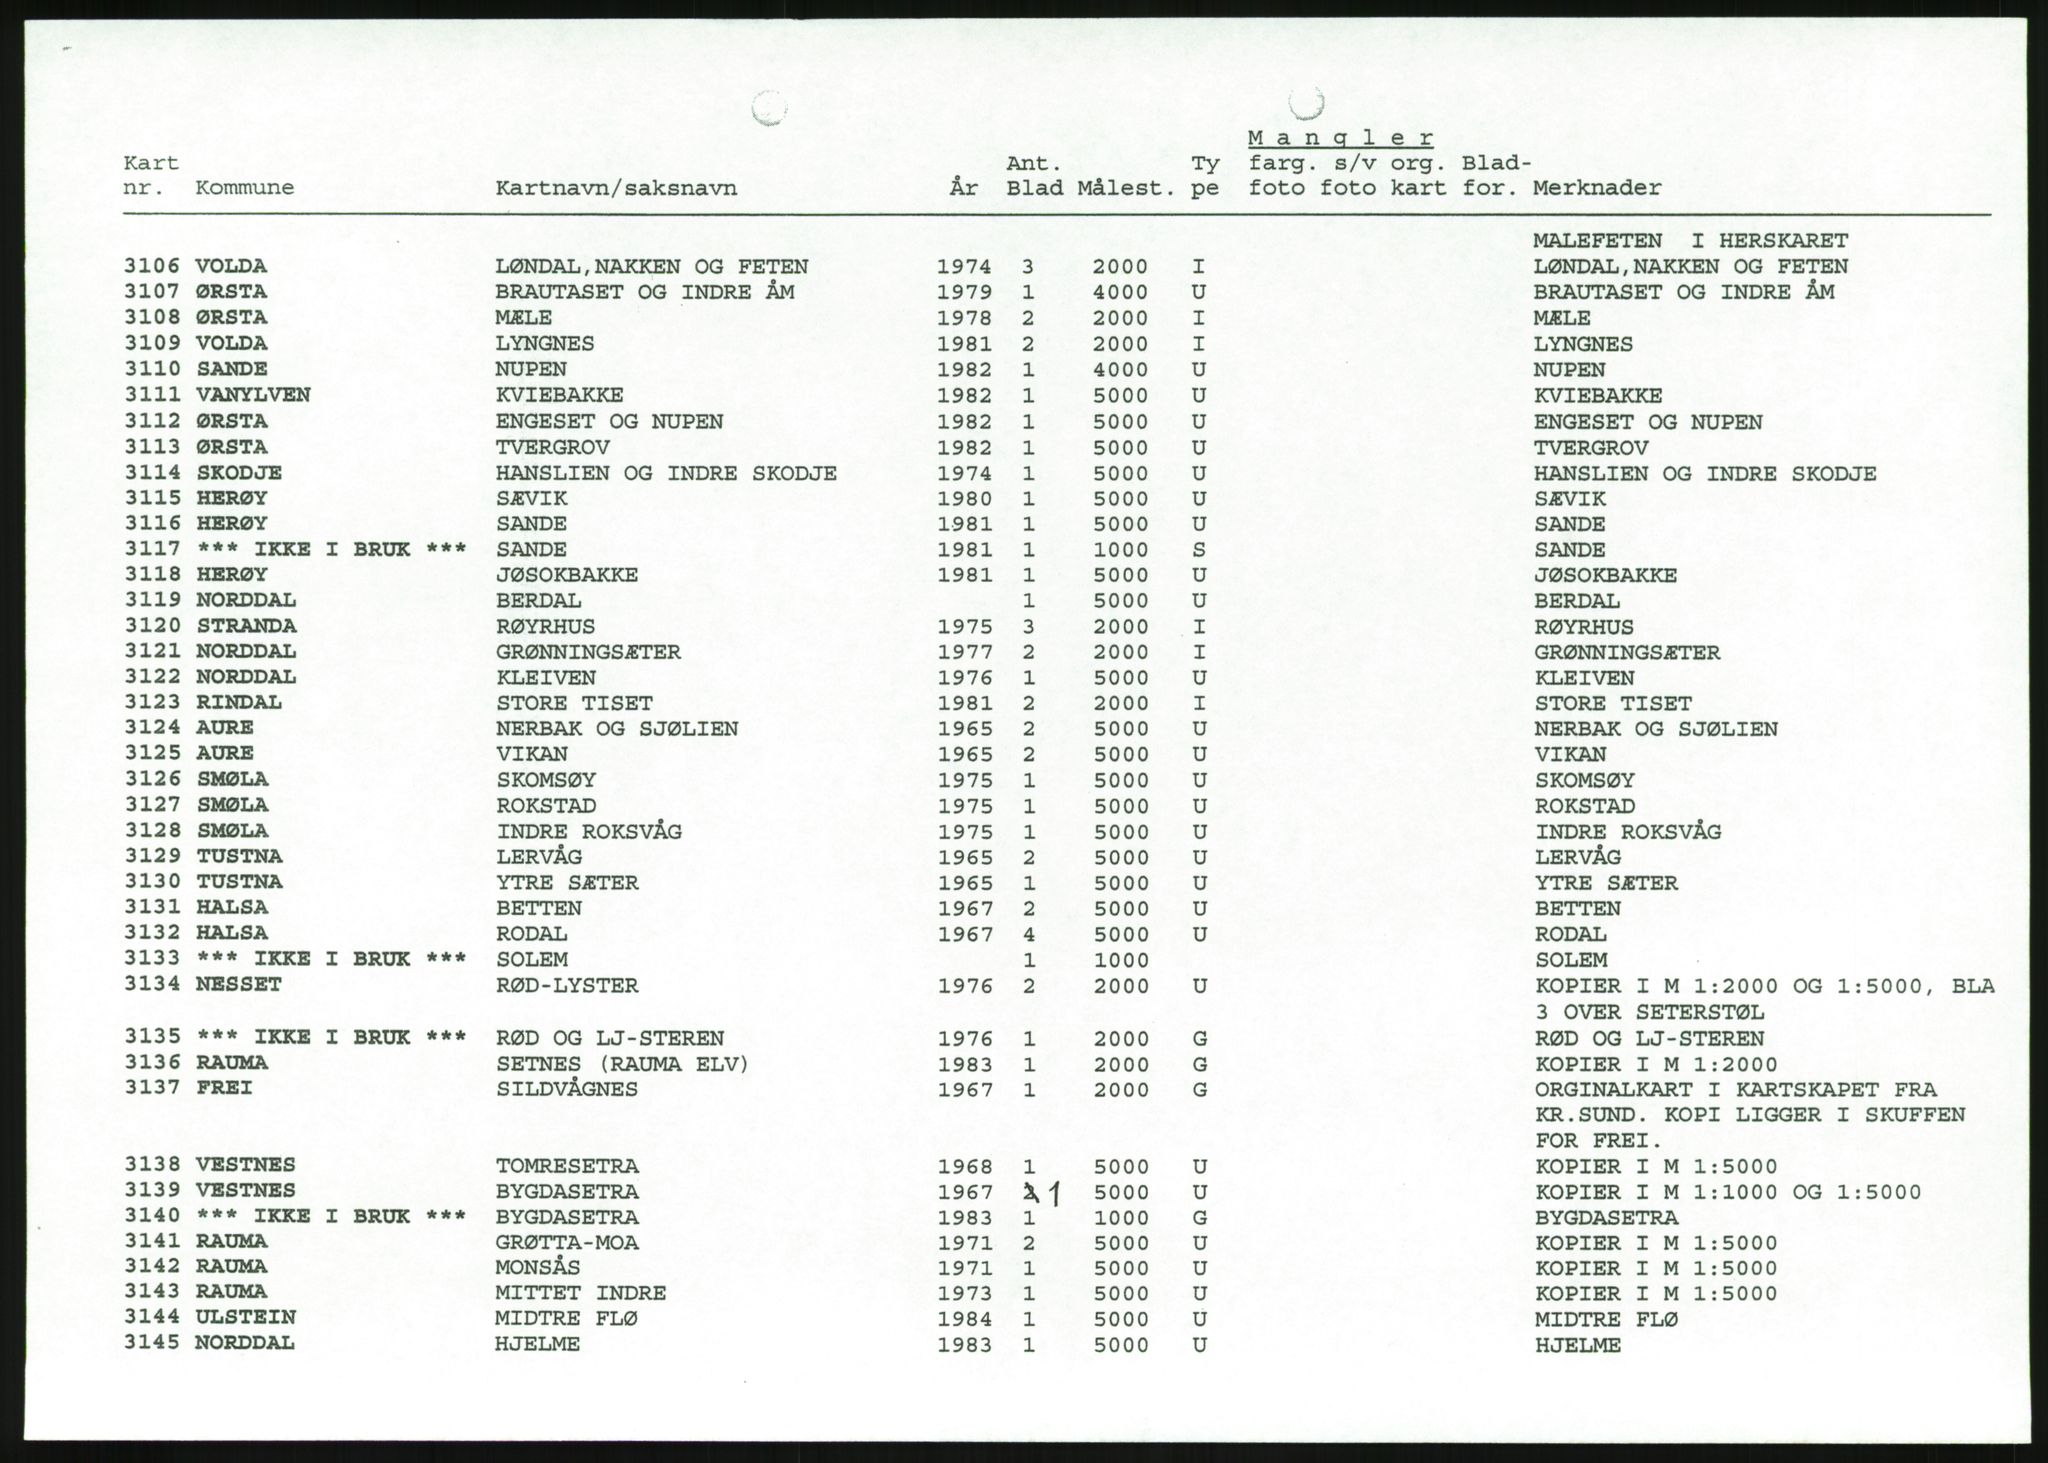 M a n g l e r
Kart Ant. Ty farg. s/v org. Blad-
nr. Kommune Kartnavn/saksnavn År Blad Målest. pe foto foto kart for. Merknader
MALEFETEN I HERSKARET
3106 VOLDA LØNDAL,NAKKEN OG FETEN 1974 3 2000 I LØNDAL,NAKKEN OG FETEN
3107 ØRSTA BRAUTASET OG INDRE ÅM 1979 1 4000 U BRAUTASET OG INDRE ÅM
3108 ØRSTA MÆLE 1978 2 2000 I MÆLE
3109 VOLDA LYNGNES 1981 2 2000 I LYNGNES
3110 SANDE NUPEN 1982 1 4000 U NUPEN
3111 VANYLVEN KVIEBAKKE 1982 1 5000 U KVIEBAKKE
3112 ØRSTA ENGESET OG NUPEN 1982 1 5000 U ENGESET OG NUPEN
3113 ØRSTA TVERGROV 1982 1 5000 U TVERGROV
3114 SKODJE HANSLIEN OG INDRE SKODJE 1974 1 5000 U HANSLIEN OG INDRE SKODJE
3115 HERØY SÆVIK 1980 1 5000 U SÆVIK
3116 HERØY SANDE 1981 1 5000 U SANDE
3117 *** IKKE I BRUK *** SANDE 1981 1 1000 S SANDE
3118 HERØY JØSOKBAKKE 1981 1 5000 U JØSOKBAKKE
3119 NORDDAL BERDAL 1 5000 U BERDAL
3120 STRANDA RØYRHUS 1975 3 2000 I RØYRHUS
3121 NORDDAL GRØNNINGSÆTER 1977 2 2000 I GRØNNINGSÆTER
3122 NORDDAL KLEIVEN 1976 1 5000 U KLEIVEN
3123 RINDAL STORE TISET 1981 2 2000 I STORE TISET
3124 AURE NERBAK OG SJØLIEN 1965 2 5000 U NERBAK OG SJØLIEN
3125 AURE VIKAN 1965 2 5000 U VIKAN
3126 SMØLA SKOMSØY 1975 1 5000 U SKOMSØY
3127 SMØLA ROKSTAD 1975 1 5000 U ROKSTAD
3128 SMØLA INDRE ROKSVÅG 1975 1 5000 U INDRE ROKSVÅG
3129 TUSTNA LERVÅG 1965 2 5000 U LERVÅG
3130 TUSTNA YTRE SÆTER 1965 1 5000 U YTRE SÆTER
3131 HALSA BETTEN 1967 2 5000 U BETTEN
3132 HALSA RODAL 1967 4 5000 U RODAL
3133 *** IKKE I BRUK *** SOLEM 1 1000 SOLEM
3134 NESSET RØD-LYSTER 1976 2 2000 U KOPIER I M 1:2000 OG 1:5000, BLA
3 OVER SETERSTØL
3135 *** IKKE I BRUK *** RØD OG LJ-STEREN 1976 1 2000 G RØD OG LJ-STEREN
3136 RAUMA SETNES (RAUMA ELV) 1983 1 2000 G KOPIER I M 1:2000
3137 FREI SILDVÅGNES 1967 1 2000 G ORGINALKART I KARTSKAPET FRA
KR.SUND. KOPI LIGGER I SKUFFEN
FOR FREI.
3138 VESTNES TOMRESETRA 1968 1 5000 U KOPIER I M 1:5000
3139 VESTNES BYGDASETRA 1967 1 5000 U KOPIER I M 1:1000 OG 1:5000
3140 *** IKKE I BRUK *** BYGDASETRA 1983 1 1000 G BYGDASETRA
3141 RAUMA GRØTTA-MOA 1971 2 5000 U KOPIER I M 1:5000
3142 RAUMA MONSÅS 1971 1 5000 U KOPIER I M 1:5000
3143 RAUMA MITTET INDRE 1973 1 5000 U KOPIER I M 1:5000
3144 ULSTEIN MIDTRE FLØ 1984 1 5000 U MIDTRE FLØ
3145 NORDDAL HJELME 1983 1 5000 U HJELME